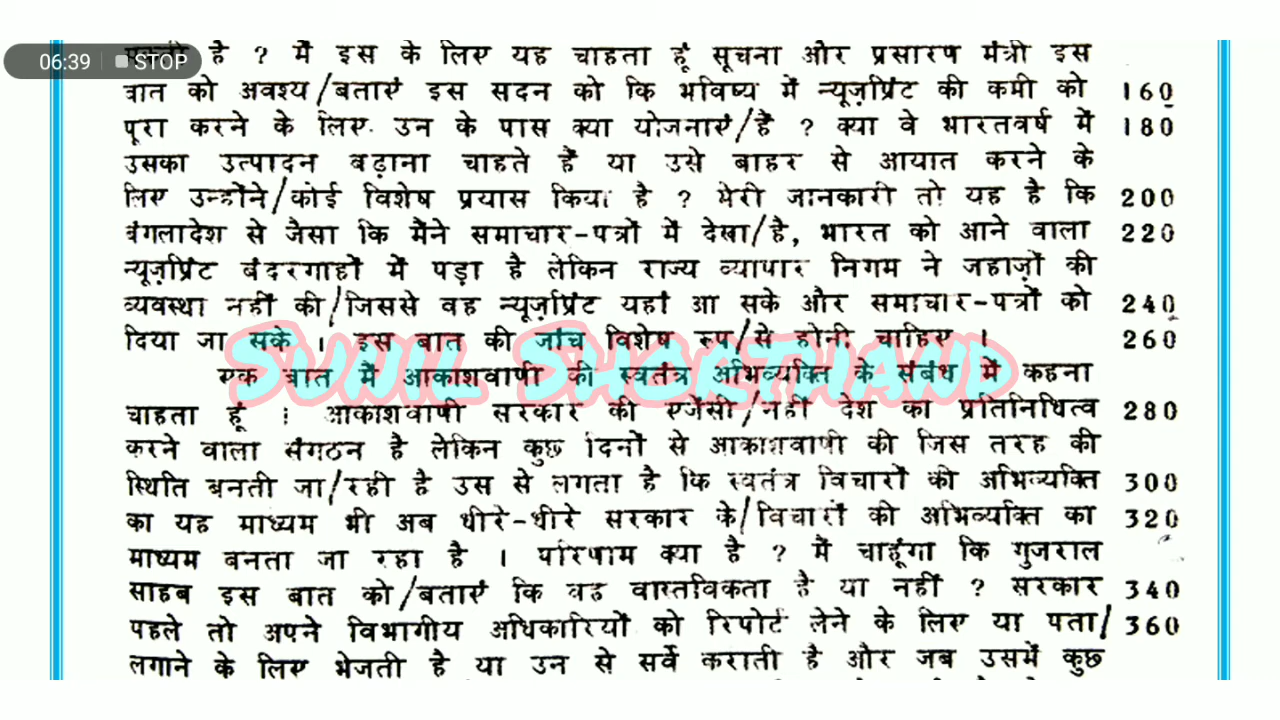 06:39 STOP
है ? मैं इस के लिए यह चाहता हूं सूचना और प्रसारण मंत्री इस
बात को अवश्य/बताएं इस सदन को कि भविष्य में न्यूज़प्रिंट की कमी को 160
पूरा करने के लिए उन के पास क्या योजनाएं/हैं ? क्या वे भारतवर्ष में 180
उसका उत्पादन बढ़ाना चाहते हैं या उसे बाहर से आयात करने के
लिए उन्होंने/कोई विशेष प्रयास किया है ? मेरी जानकारी तो यह है कि 200
बंगलादेश से जैसा कि मैंने समाचार-पत्रों में देखा/है, भारत को आने वाला 220
न्यूज़प्रिंट बंदरगाहों में पड़ा है लेकिन राज्य व्यापार निगम ने जहाज़ों की
व्यवस्था नहीं की/जिससे वह न्यूज़प्रिंट यहां आ सके और समाचार-पत्रों को 240
दिया जा सके । इस बात की जांच विशेष रूप/से होनी चाहिए । 260
SUNIL SHORTHAND
एक बात मैं आकाशवाणी की स्वतंत्र अभिव्यक्ति के संबंध में कहना
चाहता हूं । आकाशवाणी सरकार की एजेंसी/नहीं देश का प्रतिनिधित्व 280
करने वाला संगठन है लेकिन कुछ दिनों से आकाशवाणी की जिस तरह की
स्थिति बनती जा/रही है उस से लगता है कि स्वतंत्र विचारों की अभिव्यक्ति 300
का यह माध्यम भी अब धीरे-धीरे सरकार के/विचारों की अभिव्यक्ति का 320
माध्यम बनता जा रहा है । परिणाम क्या है ? मैं चाहूंगा कि गुजराल
साहब इस बात को/बताएं कि वह वास्तविकता है या नहीं ? सरकार 340
पहले तो अपने विभागीय अधिकारियों को रिपोर्ट लेने के लिए या पता/ 360
लगाने के लिए भेजती है या उन से सर्वे कराती है और जब उसमें कुछ